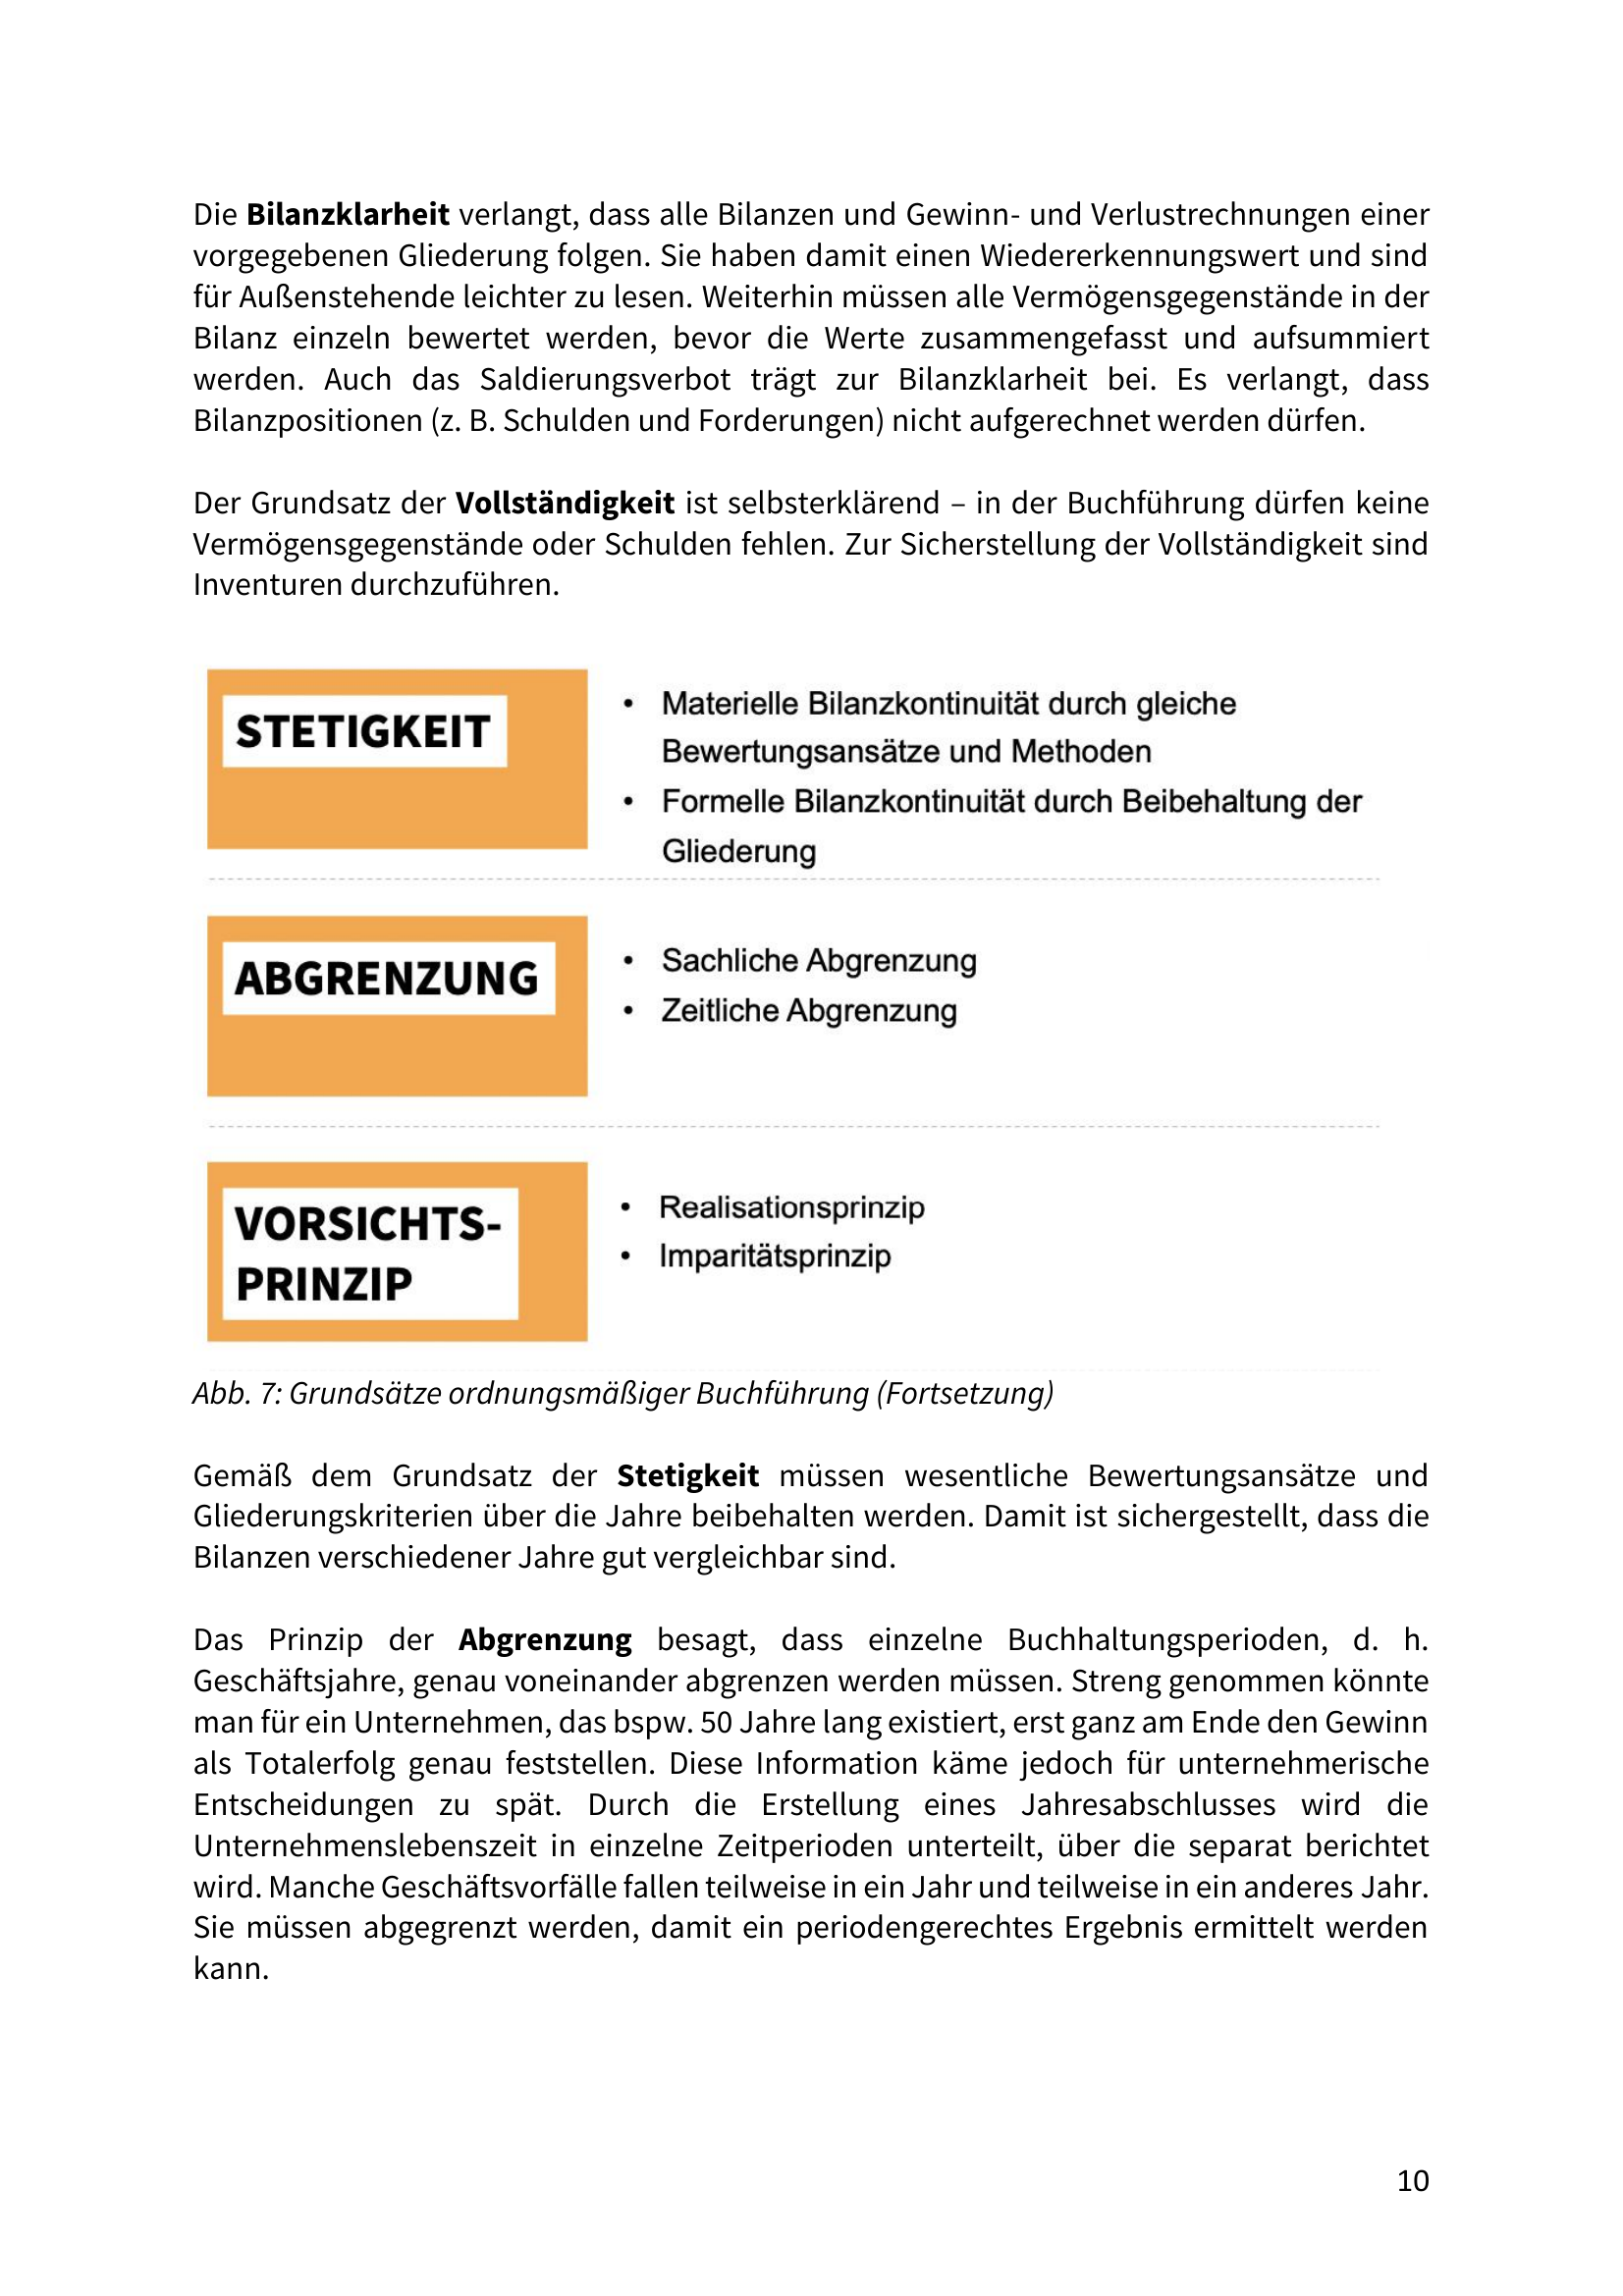 Die Bilanzklarheit verlangt, dass alle Bilanzen und Gewinn- und Verlustrechnungen einer
vorgegebenen Gliederung folgen. Sie haben damit einen Wiedererkennungswert und sind
für Außenstehende leichter zu lesen. Weiterhin müssen alle Vermögensgegenstände in der
Bilanz einzeln bewertet werden, bevor die Werte zusammengefasst und aufsummiert
werden. Auch das Saldierungsverbot trägt zur Bilanzklarheit bei. Es verlangt, dass
Bilanzpositionen (z. B. Schulden und Forderungen) nicht aufgerechnet werden dürfen.
Der Grundsatz der Vollständigkeit ist selbsterklärend – in der Buchführung dürfen keine
Vermögensgegenstände oder Schulden fehlen. Zur Sicherstellung der Vollständigkeit sind
Inventuren durchzuführen.
STETIGKEIT
• Materielle Bilanzkontinuität durch gleiche
Bewertungsansätze und Methoden
• Formelle Bilanzkontinuität durch Beibehaltung der
Gliederung
ABGRENZUNG
• Sachliche Abgrenzung
• Zeitliche Abgrenzung
VORSICHTS-
PRINZIP
• Realisationsprinzip
• Imparitätsprinzip
Abb. 7: Grundsätze ordnungsmäßiger Buchführung (Fortsetzung)
Gemäß dem Grundsatz der Stetigkeit müssen wesentliche Bewertungsansätze und
Gliederungskriterien über die Jahre beibehalten werden. Damit ist sichergestellt, dass die
Bilanzen verschiedener Jahre gut vergleichbar sind.
Das Prinzip der Abgrenzung besagt, dass einzelne Buchhaltungsperioden, d. h.
Geschäftsjahre, genau voneinander abgrenzen werden müssen. Streng genommen könnte
man für ein Unternehmen, das bspw. 50 Jahre lang existiert, erst ganz am Ende den Gewinn
als Totalerfolg genau feststellen. Diese Information käme jedoch für unternehmerische
Entscheidungen zu spät. Durch die Erstellung eines Jahresabschlusses wird die
Unternehmenslebenszeit in einzelne Zeitperioden unterteilt, über die separat berichtet
wird. Manche Geschäftsvorfälle fallen teilweise in ein Jahr und teilweise in ein anderes Jahr.
Sie müssen abgegrenzt werden, damit ein periodengerechtes Ergebnis ermittelt werden
kann.
10